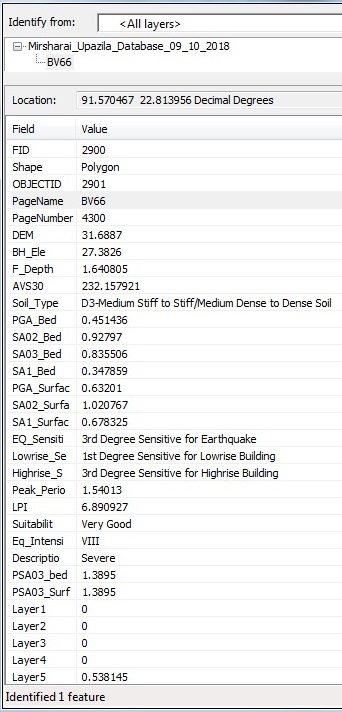 Identify from: <All layers>
Mirsharai_Upazila_Database_09_10_2018
BV66
Location: 91.570467 22.813956 Decimal Degrees
Field Value
FID 2900
Shape Polygon
OBJECTID 2901
PageName BV66
PageNumber 4300
DEM 31.6887
BH_Ele 27.3826
F_Depth 1.640805
AVS30 232.157921
Soil_Type D3-Medium Stiff to Stiff/Medium Dense to Dense Soil
PGA_Bed 0.451436
SA02_Bed 0.92797
SA03_Bed 0.835506
SA1_Bed 0.347859
PGA_Surfac 0.63201
SA02_Surfa 1.020767
SA1_Surfac 0.678325
EQ_Sensiti 3rd Degree Sensitive for Earthquake
Lowrise_Se 1st Degree Sensitive for Lowrise Building
Highrise_S 3rd Degree Sensitive for Highrise Building
Peak_Perio 1.54013
LPI 6.890927
Suitabilit Very Good
Eq_Intensi VIII
Descriptio Severe
PSA03_bed 1.3895
PSA03_Surf 1.3895
Layer1 0
Layer2 0
Layer3 0
Layer4 0
Layer5 0.538145
Identified 1 feature